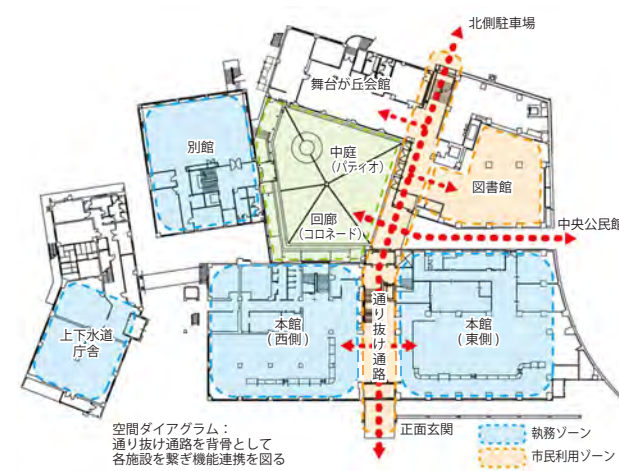 北側駐車場
舞台が丘会館
別館
中庭
（パティオ）
図書館
回廊
（コロネード）
中央公民館
通り抜け通路
本館
（西側）
本館
（東側）
上下水道
庁舎
正面玄関
空間ダイアグラム：
通り抜け通路を背骨として
各施設を繋ぎ機能連携を図る
執務ゾーン
市民利用ゾーン